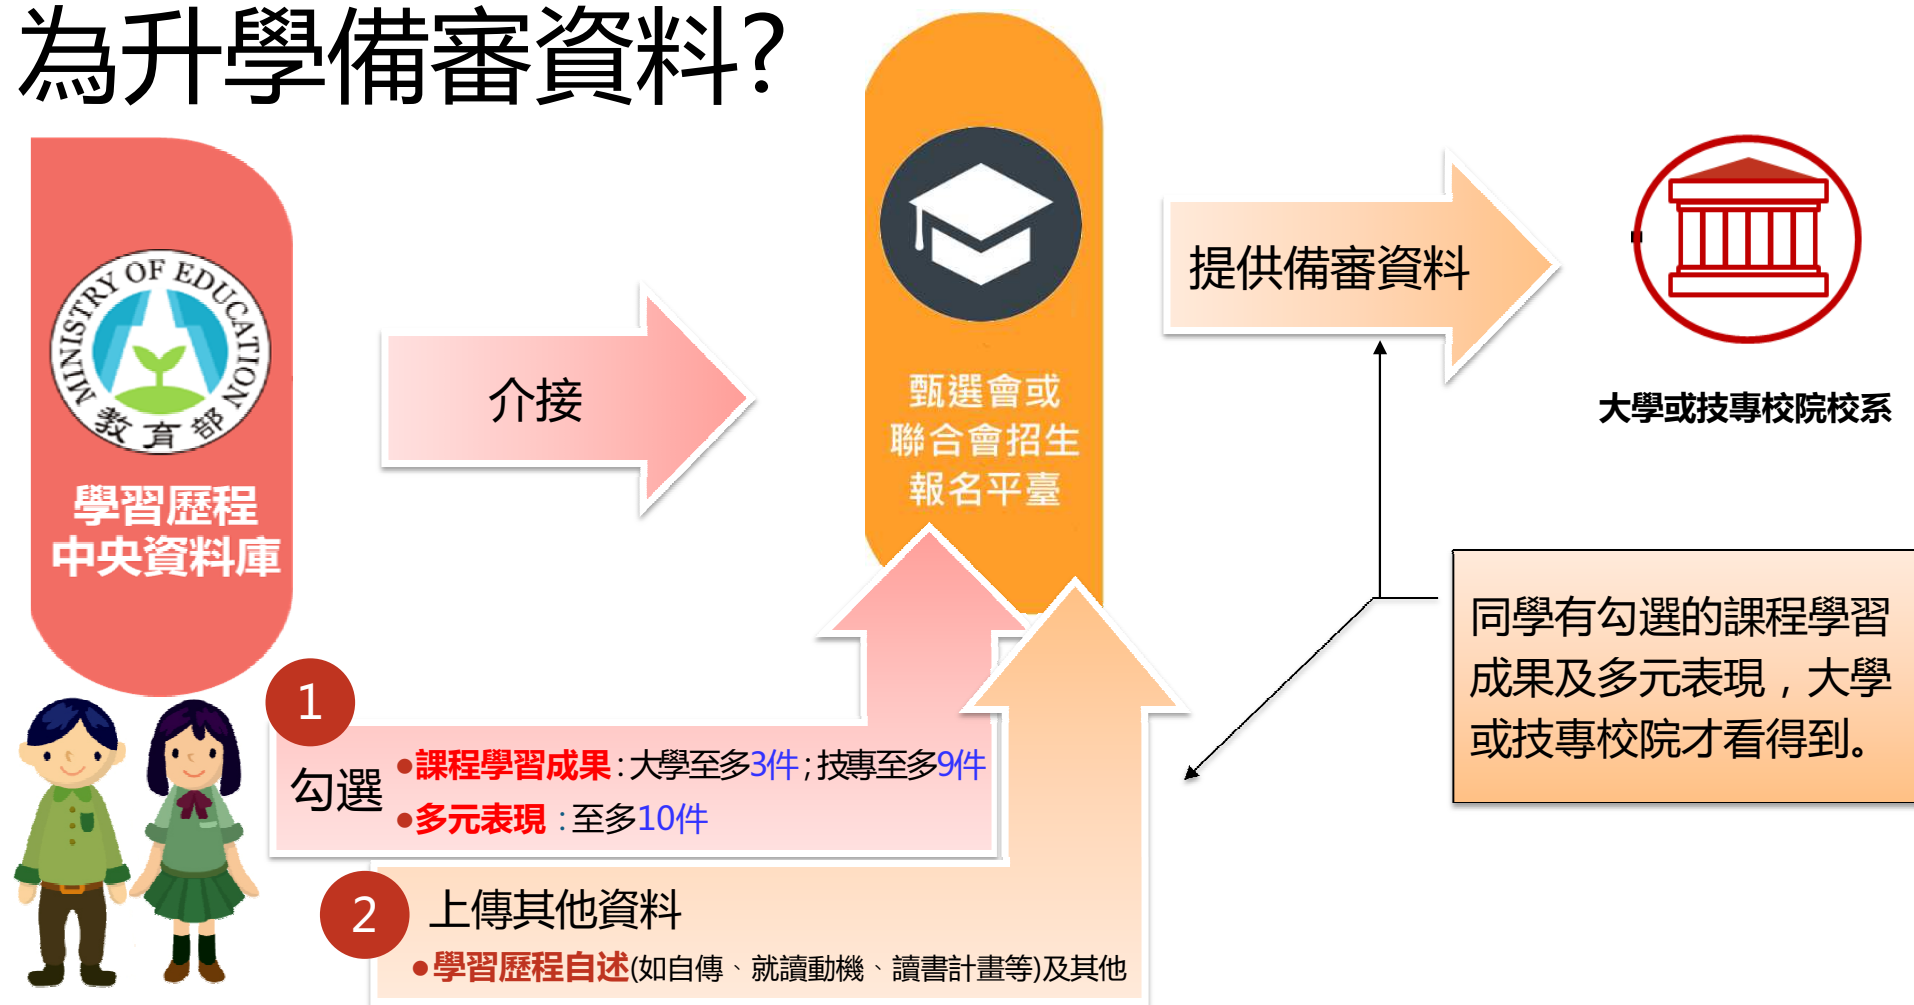 為升學備審資料?
MINISTRY OF EDUCATION
教育部
學習歷程
中央資料庫
介接
甄選會或
聯合會招生
報名平臺
提供備審資料
大學或技專校院校系
同學有勾選的課程學習
成果及多元表現，大學
或技專校院才看得到。
1
勾選
●課程學習成果:大學至多3件;技專至多9件
●多元表現:至多10件
2
上傳其他資料
●學習歷程自述(如自傳、就讀動機、讀書計畫等)及其他